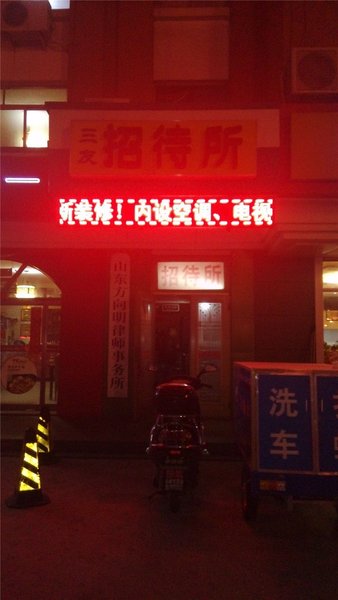 三友 招待所
新装修！内设空调、电视
招待所
山东方向明律师事务所
洗车